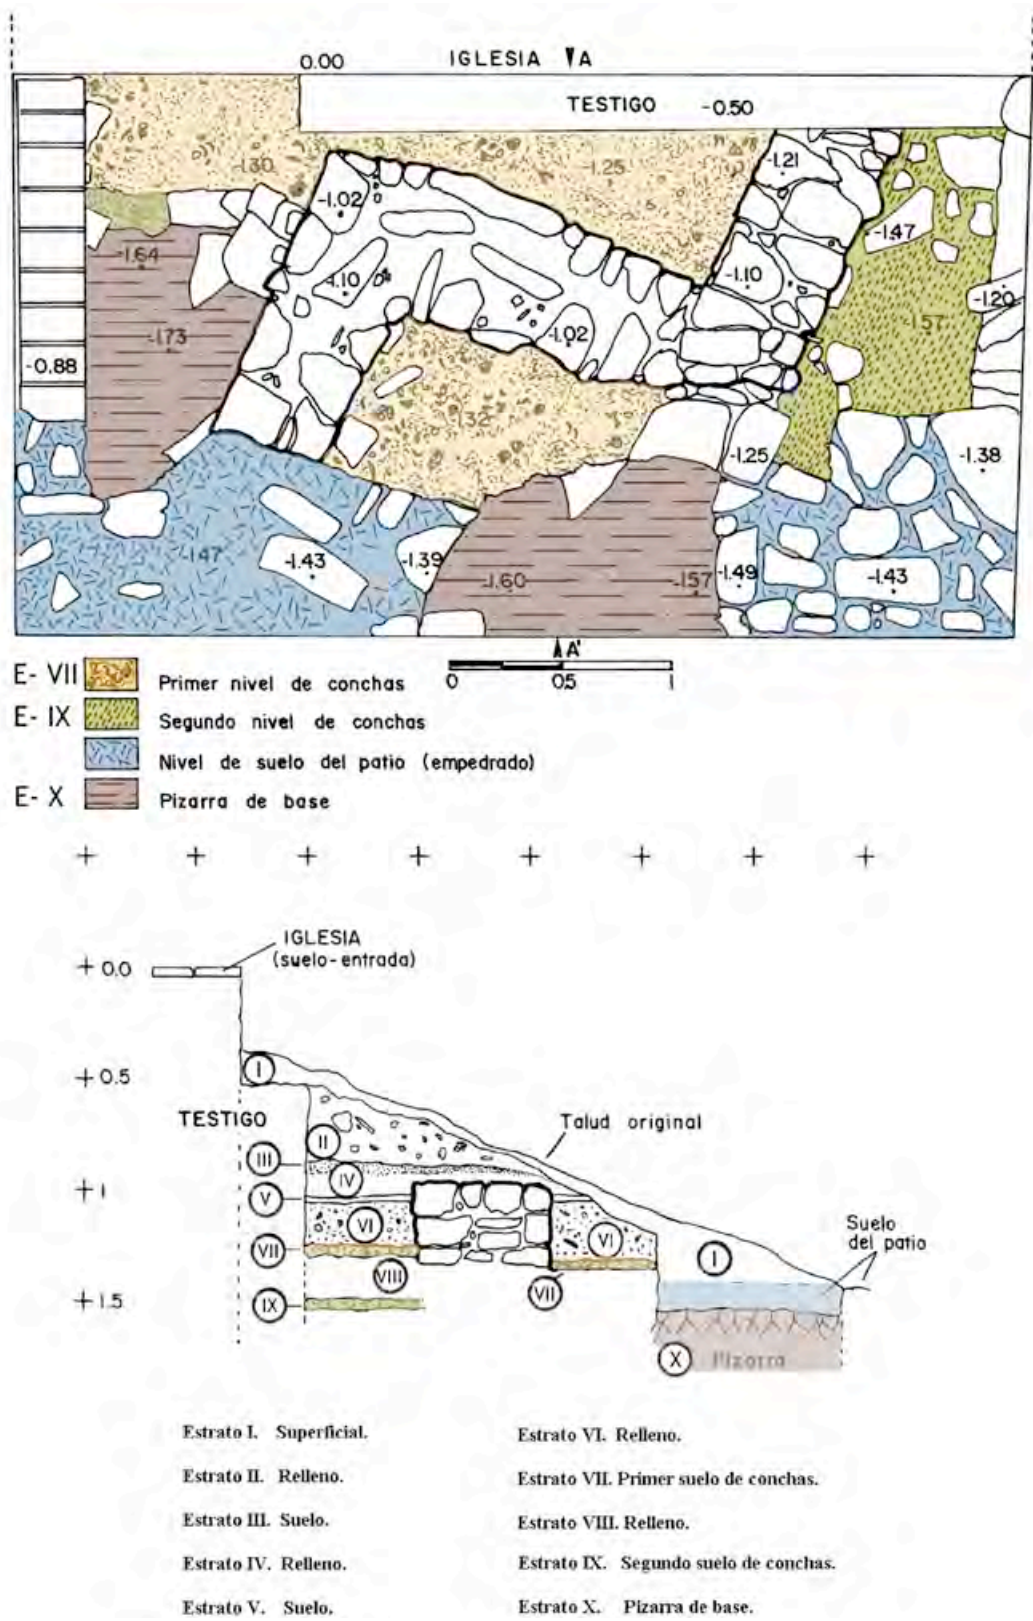 0.00 IGLESIA A
TESTIGO -0.50
-1.30 -1.25 -1.21
-1.02 -1.47
-1.64 -1.10 -1.10 -1.20
-1.73 -1.02 -1.57
-0.88
-1.32
-1.25 -1.38
-1.47 -1.43 -1.39 -1.60 -1.57 -1.49 -1.43
A'
E- VII Primer nivel de conchas
0 05 1
E- IX Segundo nivel de conchas
Nivel de suelo del patio (empedrado)
E- X Pizarra de base
IGLESIA
(suelo-entrada)
0.0
I
0.5
TESTIGO
Talud original
II
III
IV
1
V
VI VI
Suelo
del patio
VII
I
VIII
VII
IX
1.5
X Pizarra
Estrato I. Superficial.
Estrato II. Relleno.
Estrato III. Suelo.
Estrato IV. Relleno.
Estrato V. Suelo.
Estrato VI. Relleno.
Estrato VII. Primer suelo de conchas.
Estrato VIII. Relleno.
Estrato IX. Segundo suelo de conchas.
Estrato X. Pizarra de base.